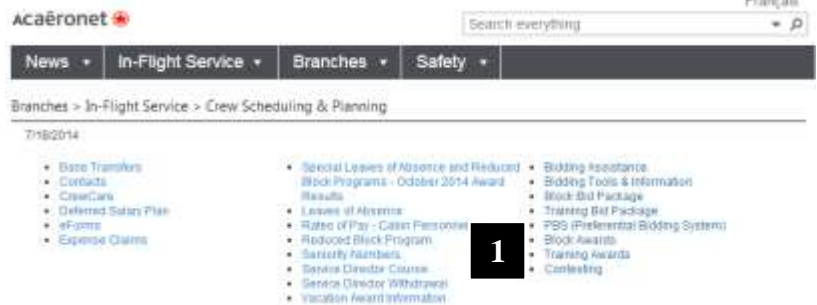 Français
acaëronet
Search everything
News In-Flight Service Branches Safety
Branches > In-Flight Service > Crew Scheduling & Planning
7/18/2014
Base Transfers
Contacts
CrewCare
Deferred Salary Plan
eForms
Expense Claims
Special Leaves of Absence and Reduced
Block Programs - October 2014 Award
Results
Leaves of Absence
Rates of Pay - Cabin Personnel
Reduced Block Program
Seniority Numbers
Service Director Course
Service Director Withdrawal
Vacation Award Information
1
Bidding Assistance
Bidding Tools & Information
Block Bid Package
Training Bid Package
PBS (Preferential Bidding System)
Block Awards
Training Awards
Contesting